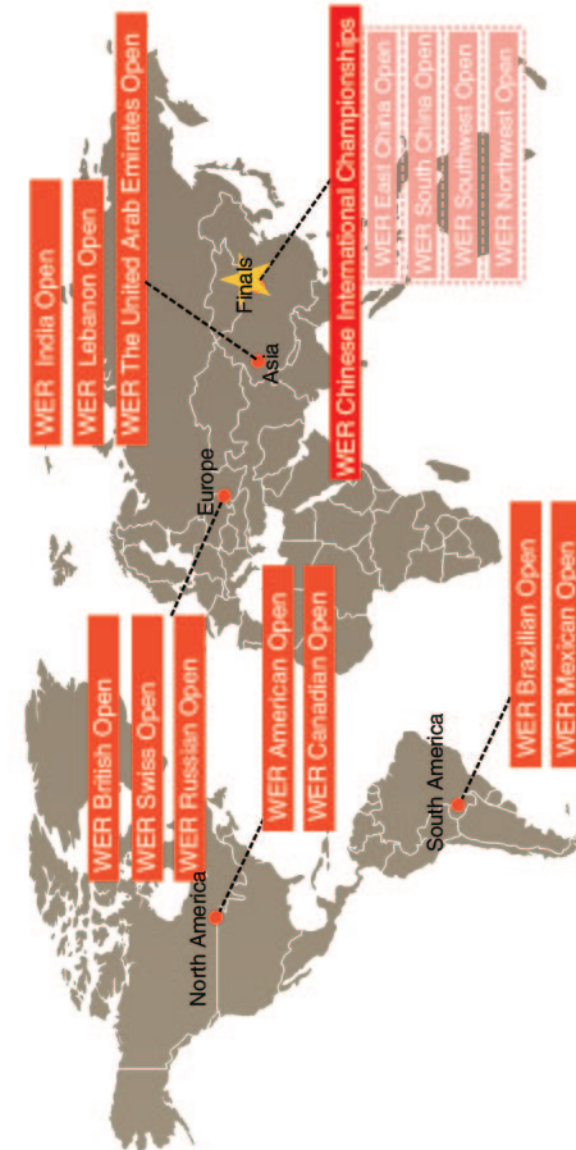 WER India Open
WER Lebanon Open
WER The United Arab Emirates Open
WER British Open
WER Swiss Open
WER Russian Open
Europe
Asia
Finals
North America
WER American Open
WER Canadian Open
WER Chinese International Championships
WER East China Open
WER South China Open
WER Southwest Open
WER Northwest Open
South America
WER Brazilian Open
WER Mexican Open